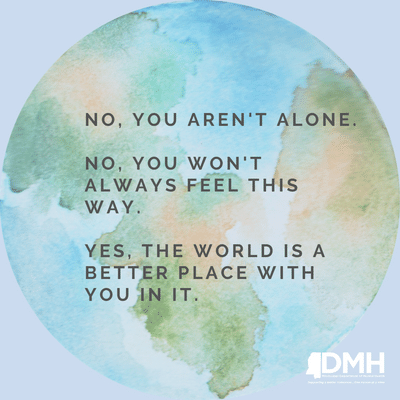 NO, YOU AREN'T ALONE.
NO, YOU WON'T
ALWAYS FEEL THIS
WAY.
YES, THE WORLD IS A
BETTER PLACE WITH
YOU IN IT.
DMH